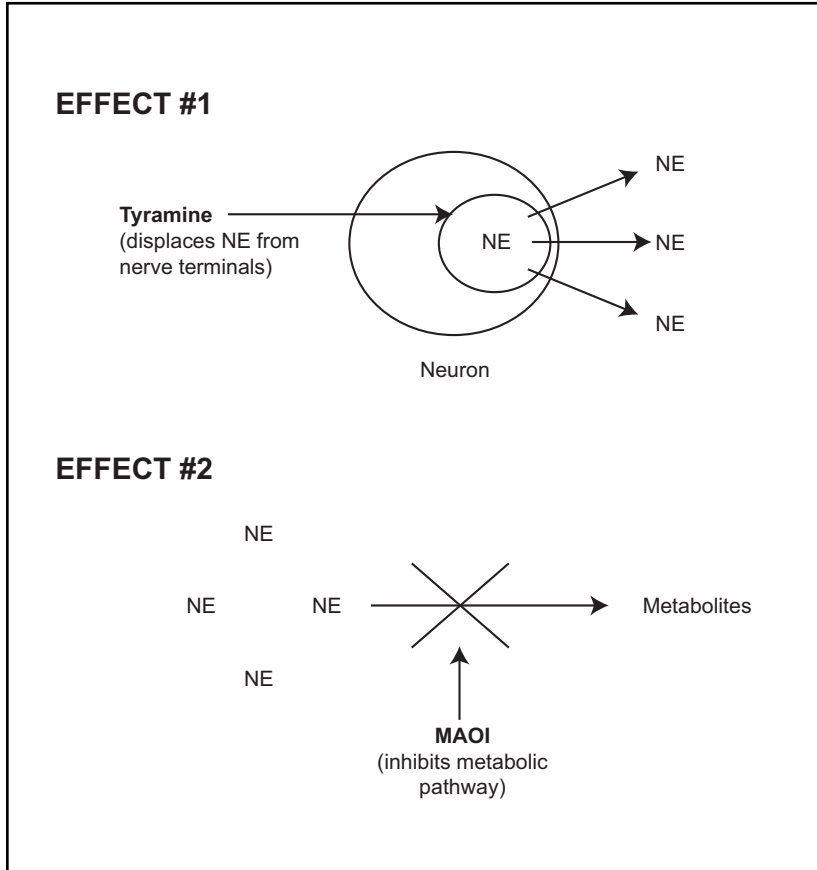 EFFECT #1
NE
Tyramine
(displaces NE from
nerve terminals)
NE
NE
NE
Neuron
EFFECT #2
NE
NE
NE
Metabolites
NE
MAOI
(inhibits metabolic
pathway)